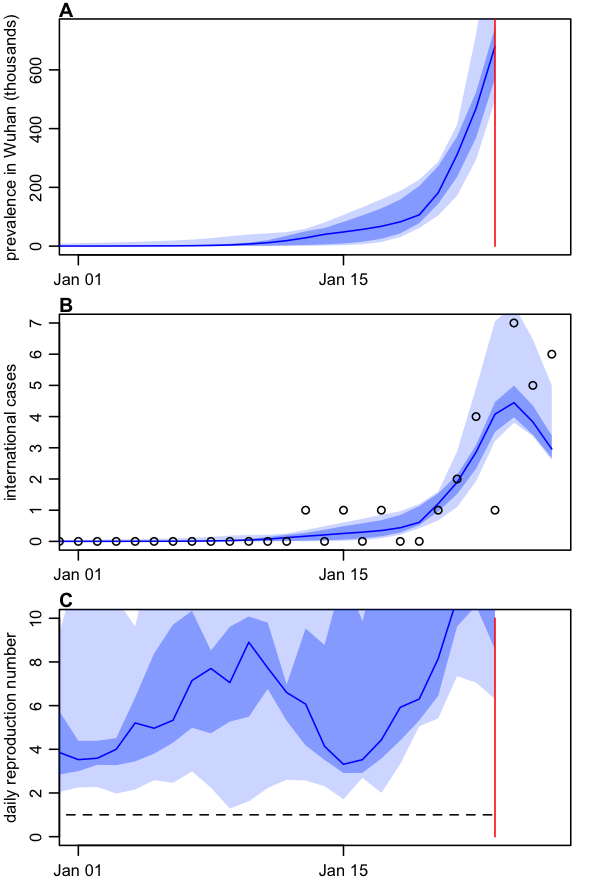 A
prevalence in Wuhan (thousands)
600
400
200
0
Jan 01
Jan 15
B
international cases
7
6
5
4
3
2
1
0
Jan 01
Jan 15
C
daily reproduction number
10
8
6
4
2
0
Jan 01
Jan 15